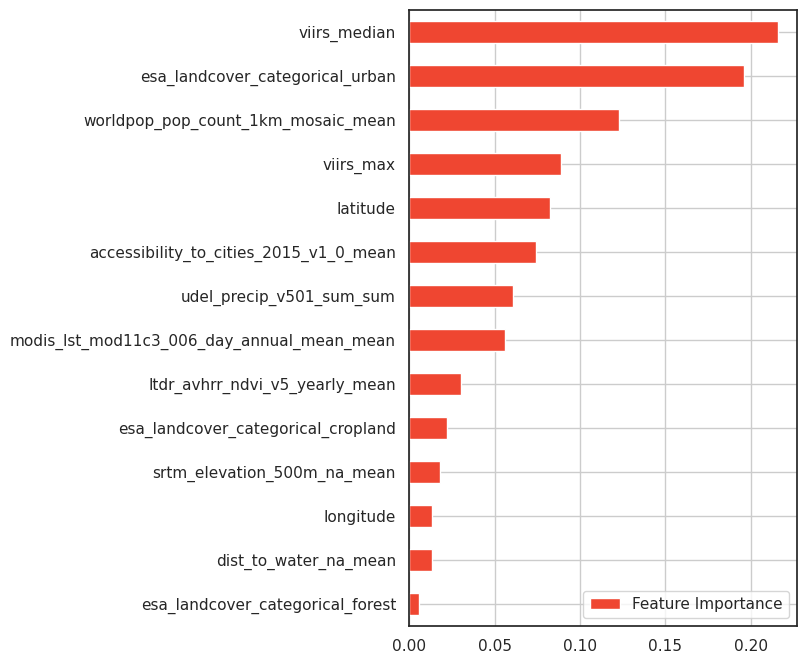 viirs_median
esa_landcover_categorical_urban
worldpop_pop_count_1km_mosaic_mean
viirs_max
latitude
accessibility_to_cities_2015_v1_0_mean
udel_precip_v501_sum_sum
modis_lst_mod11c3_006_day_annual_mean_mean
ltdr_avhrr_ndvi_v5_yearly_mean
esa_landcover_categorical_cropland
srtm_elevation_500m_na_mean
longitude
dist_to_water_na_mean
esa_landcover_categorical_forest
Feature Importance
0.00 0.05 0.10 0.15 0.20